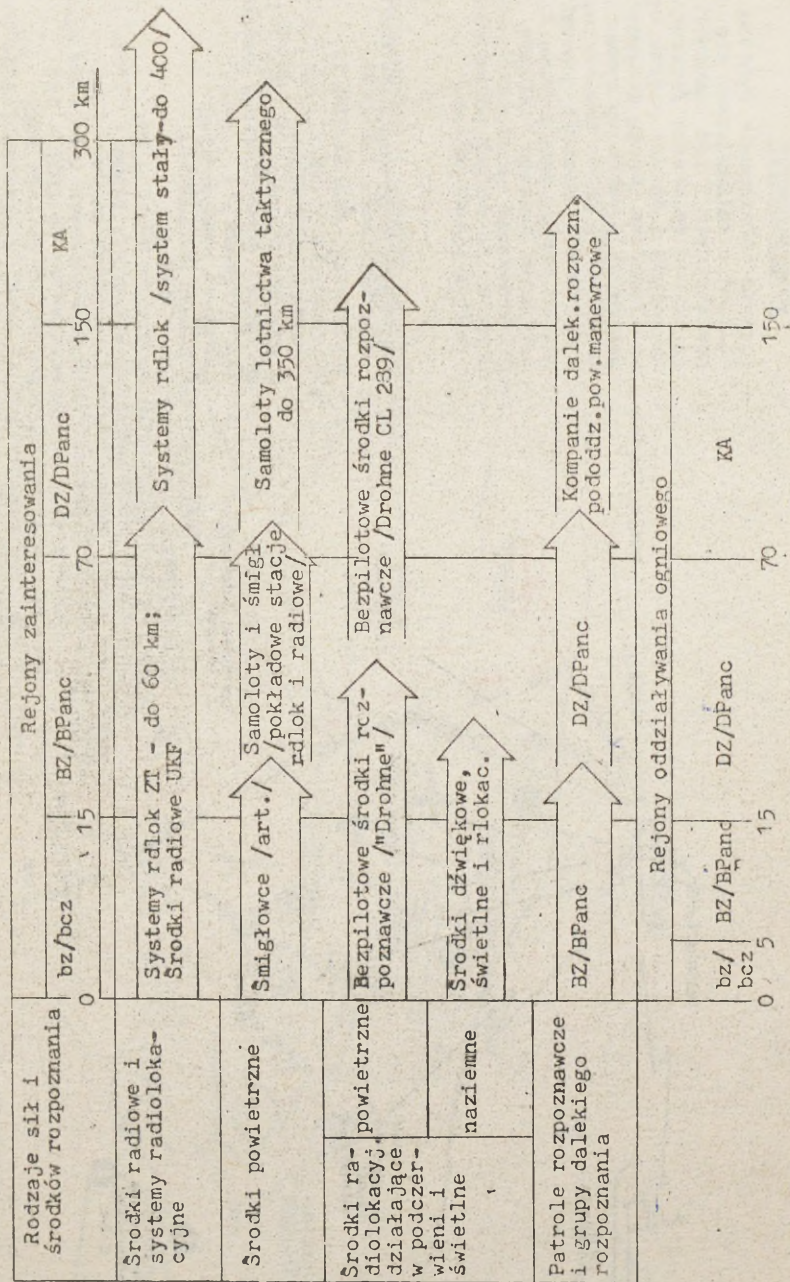 Rodzaje sił i
środków rozpoznania
Rejony zainteresowania
bz/bcz
BZ/BPanc
DZ/DPanc
KA
0
15
70
150
300 km
Środki radiowe i
systemy radioloka-
cyjne
Systemy rdlok ZT - do 60 km;
Środki radiowe UKF
Systemy rdlok /system stały-do 400/
Środki powietrzne
Śmigłowce /art./
Samoloty i śmigł
/pokładowe stacje
rdlok i radiowe/
Samoloty lotnictwa taktycznego
do 350 km
Środki ra-
diolokacyj.
działające
w podczer-
wieni i
świetlne
powietrzne
Bezpilotowe środki roz-
poznawcze /"Drohne"/
Bezpilotowe środki rozpoz-
nawcze /Drohne CL 289/
naziemne
Środki dźwiękowe,
świetlne i rlokac.
Patrole rozpoznawcze
i grupy dalekiego
rozpoznania
BZ/BPanc
DZ/DPanc
Kompanie dalek.rozpozn.
pododdz.pow.manewrowe
Rejony oddziaływania ogniowego
bz/
bcz
BZ/BPanc
DZ/DPanc
KA
0
5
15
70
150